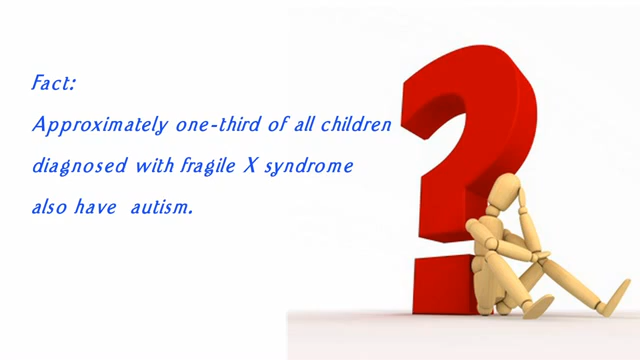 Fact:
Approximately one-third of all children
diagnosed with fragile X syndrome
also have autism.